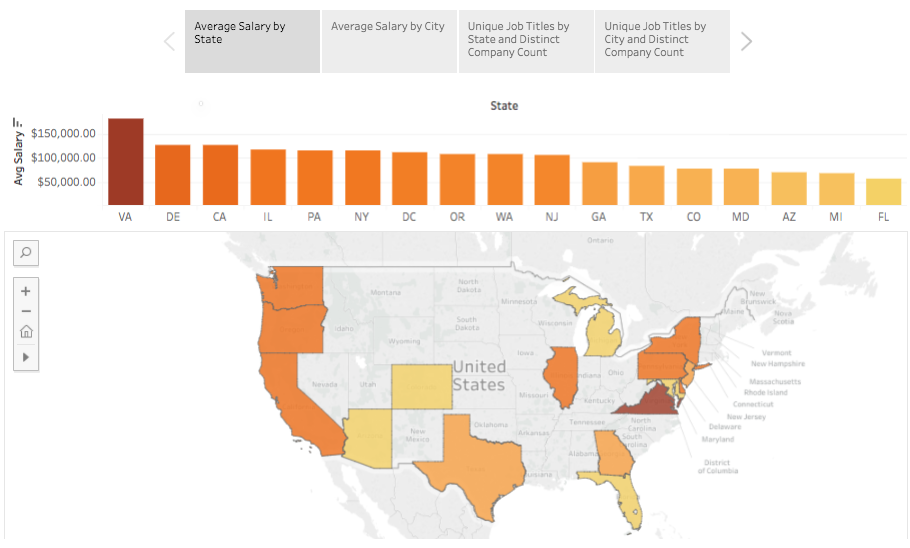 Average Salary by
State
Average Salary by City
Unique Job Titles by
State and Distinct
Company Count
Unique Job Titles by
City and Distinct
Company Count
State
Avg Salary
$150,000.00
$100,000.00
$50,000.00
VA DE CA IL PA NY DC OR WA NJ GA TX CO MD AZ MI FL
Ontario
Montana
North
Dakota
Minnesota
New
Brunswick
Maine
Nova
Scotia
South
Dakota
Wisconsin
Idano
Wyoming
Vermont
New Hampshire
Iowa
United
States
Nevada
Utah
ndiana
Ohio
Massachusetts
Rhode Island
Missouri
Kentucky
Connecticut
New Jersey
Delaware
Maryland
New
Mexico
Oklahoma
Arkansas
Tennessee
North
Carolina
South
Carolina
Alabama
uisiana
District
of Columbia